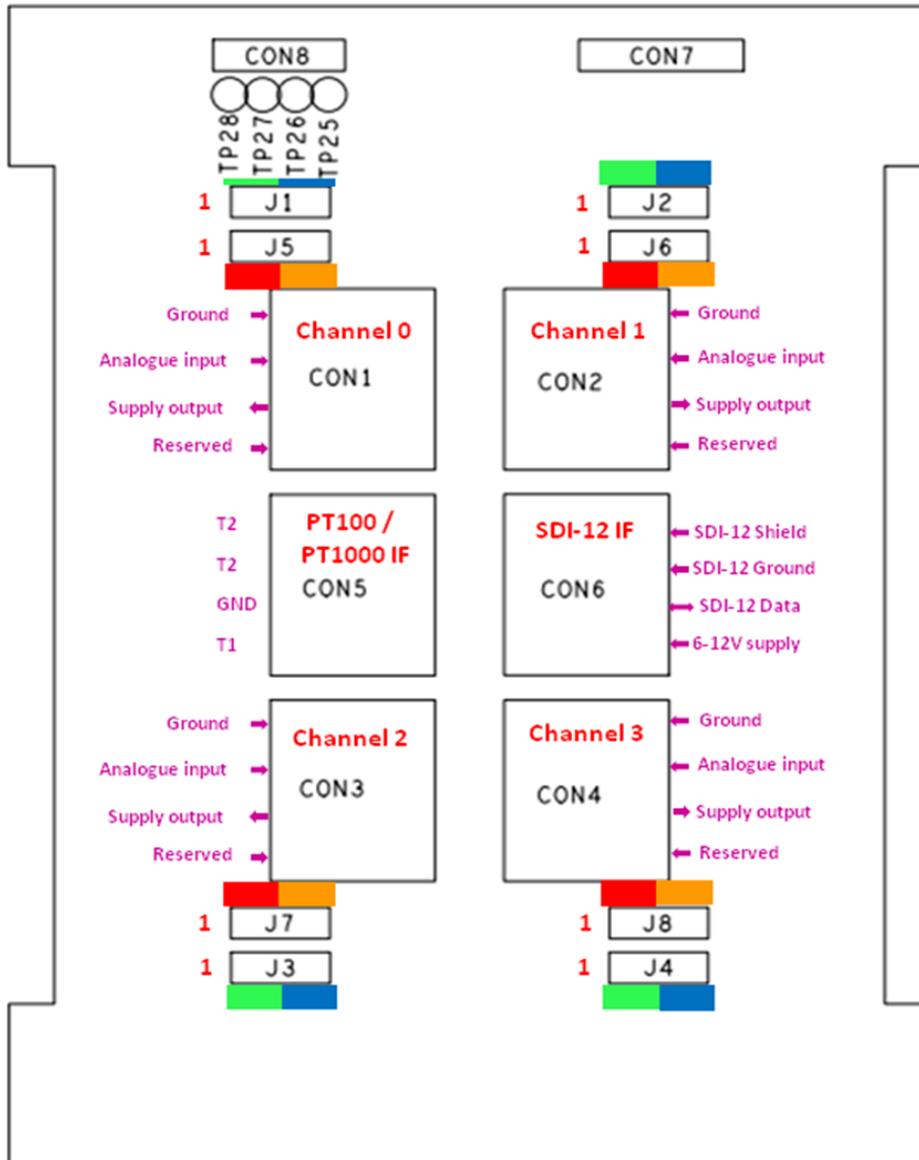 CON8
CON7
TP28
TP27
TP26
TP25
1
J1
1
J2
1
J5
1
J6
Ground
Analogue input
Supply output
Reserved
Channel 0
CON1
Channel 1
CON2
Ground
Analogue input
Supply output
Reserved
T2
T2
GND
T1
PT100 /
PT1000 IF
CON5
SDI-12 IF
CON6
SDI-12 Shield
SDI-12 Ground
SDI-12 Data
6-12V supply
Ground
Analogue input
Supply output
Reserved
Channel 2
CON3
Channel 3
CON4
Ground
Analogue input
Supply output
Reserved
1
J7
1
J8
1
J3
1
J4